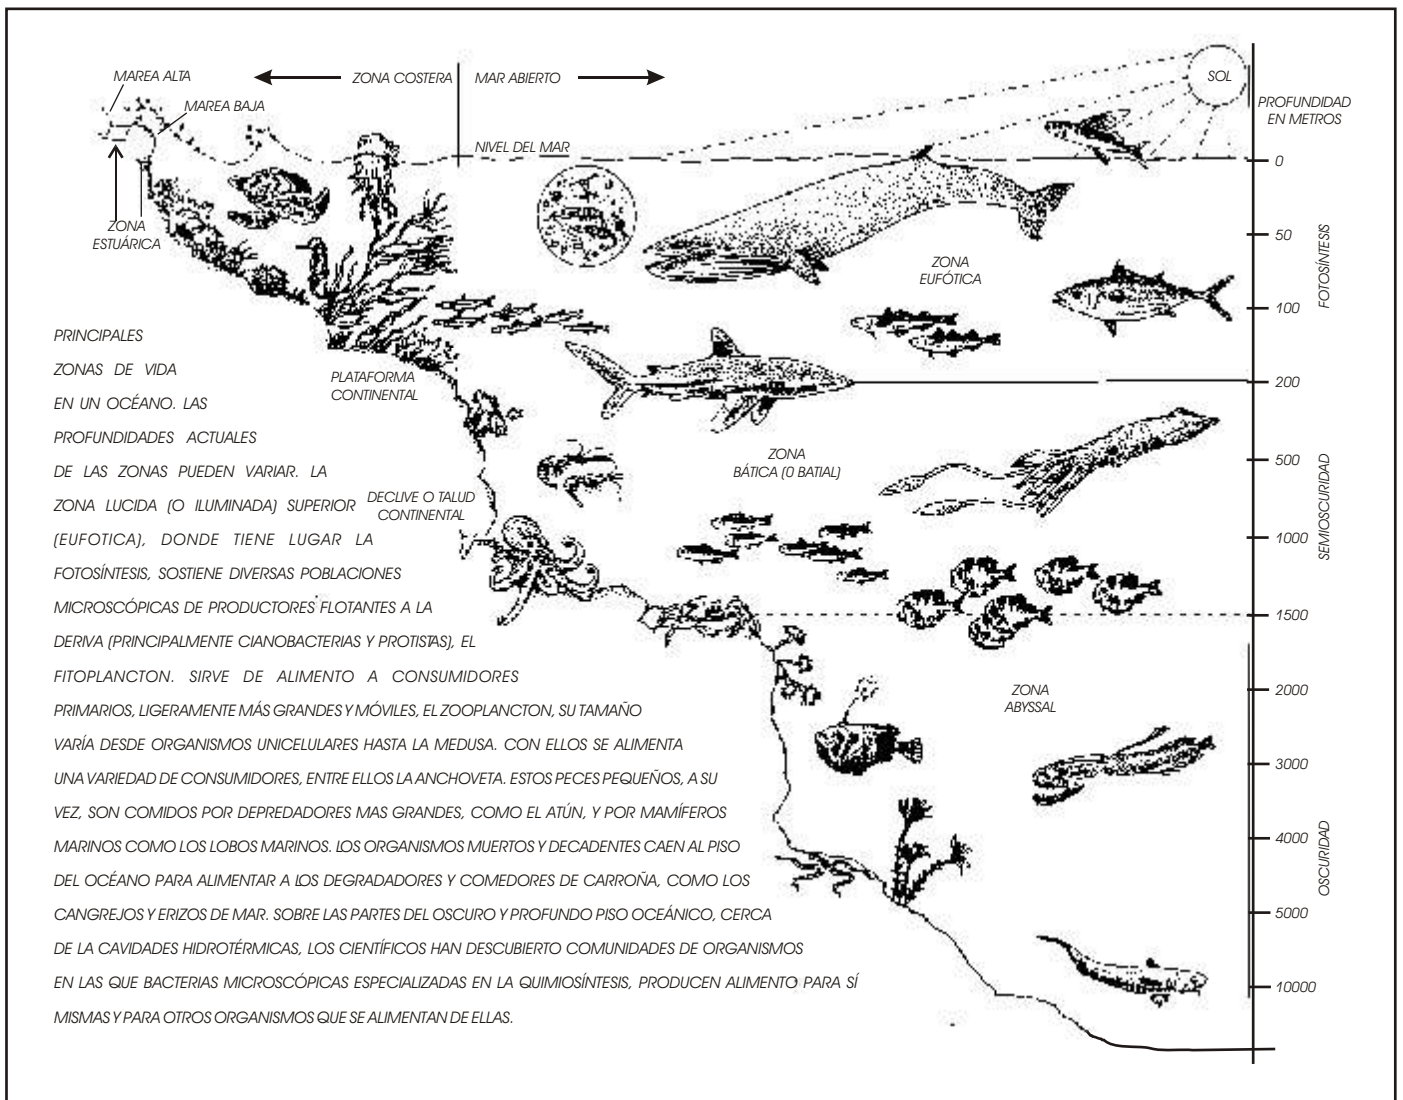 MAREA ALTA
MAREA BAJA
ZONA COSTERA
MAR ABIERTO
SOL
PROFUNDIDAD
EN METROS
NIVEL DEL MAR
0
ZONA
ESTUÁRICA
50
ZONA
EUFÓTICA
FOTOSÍNTESIS
100
PLATAFORMA
CONTINENTAL
200
ZONA
BÁTICA (0 BATIAL)
500
SEMIOSCURIDAD
DECLIVE O TALUD
CONTINENTAL
1000
1500
ZONA
ABYSSAL
2000
3000
4000
OSCURIDAD
5000
10000
PRINCIPALES
ZONAS DE VIDA
EN UN OCÉANO. LAS
PROFUNDIDADES ACTUALES
DE LAS ZONAS PUEDEN VARIAR. LA
ZONA LUCIDA (O ILUMINADA) SUPERIOR
(EUFOTICA), DONDE TIENE LUGAR LA
FOTOSÍNTESIS, SOSTIENE DIVERSAS POBLACIONES
MICROSCÓPICAS DE PRODUCTORES FLOTANTES A LA
DERIVA (PRINCIPALMENTE CIANOBACTERIAS Y PROTISTAS), EL
FITOPLANCTON. SIRVE DE ALIMENTO A CONSUMIDORES
PRIMARIOS, LIGERAMENTE MÁS GRANDES Y MÓVILES, EL ZOOPLANCTON, SU TAMAÑO
VARÍA DESDE ORGANISMOS UNICELULARES HASTA LA MEDUSA. CON ELLOS SE ALIMENTA
UNA VARIEDAD DE CONSUMIDORES, ENTRE ELLOS LA ANCHOVETA. ESTOS PECES PEQUEÑOS, A SU
VEZ, SON COMIDOS POR DEPREDADORES MAS GRANDES, COMO EL ATÚN, Y POR MAMÍFEROS
MARINOS COMO LOS LOBOS MARINOS. LOS ORGANISMOS MUERTOS Y DECADENTES CAEN AL PISO
DEL OCÉANO PARA ALIMENTAR A LOS DEGRADADORES Y COMEDORES DE CARROÑA, COMO LOS
CANGREJOS Y ERIZOS DE MAR. SOBRE LAS PARTES DEL OSCURO Y PROFUNDO PISO OCEÁNICO, CERCA
DE LA CAVIDADES HIDROTÉRMICAS, LOS CIENTÍFICOS HAN DESCUBIERTO COMUNIDADES DE ORGANISMOS
EN LAS QUE BACTERIAS MICROSCÓPICAS ESPECIALIZADAS EN LA QUIMIOSÍNTESIS, PRODUCEN ALIMENTO PARA SÍ
MISMAS Y PARA OTROS ORGANISMOS QUE SE ALIMENTAN DE ELLAS.